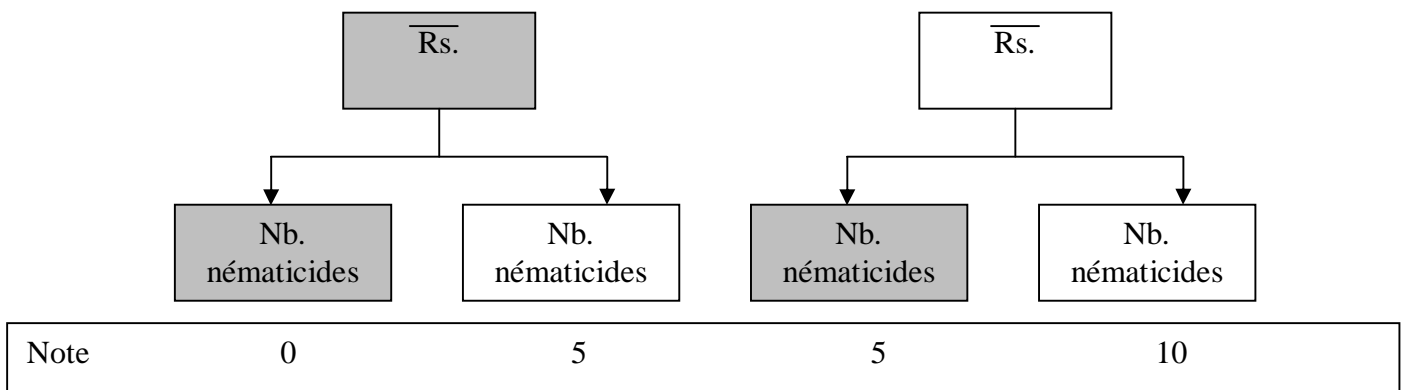 Rs. Rs.
Nb. Nb. Nb. Nb.
nématicides nématicides nématicides nématicides
Note 0 5 5 10